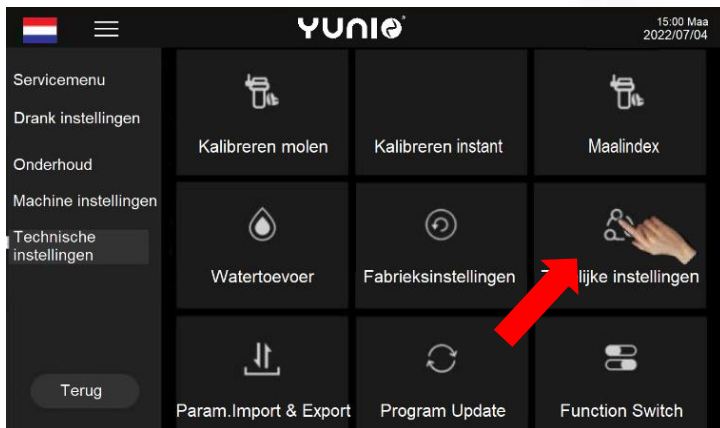 YUNIO
15:00 Maa
2022/07/04
Servicemenu
Drank instellingen
Onderhoud
Machine instellingen
Technische
instellingen
Terug
Kalibreren molen
Kalibreren instant
Maalindex
Watertoevoer
Fabrieksinstellingen
instellingen
Param.Import & Export
Program Update
Function Switch